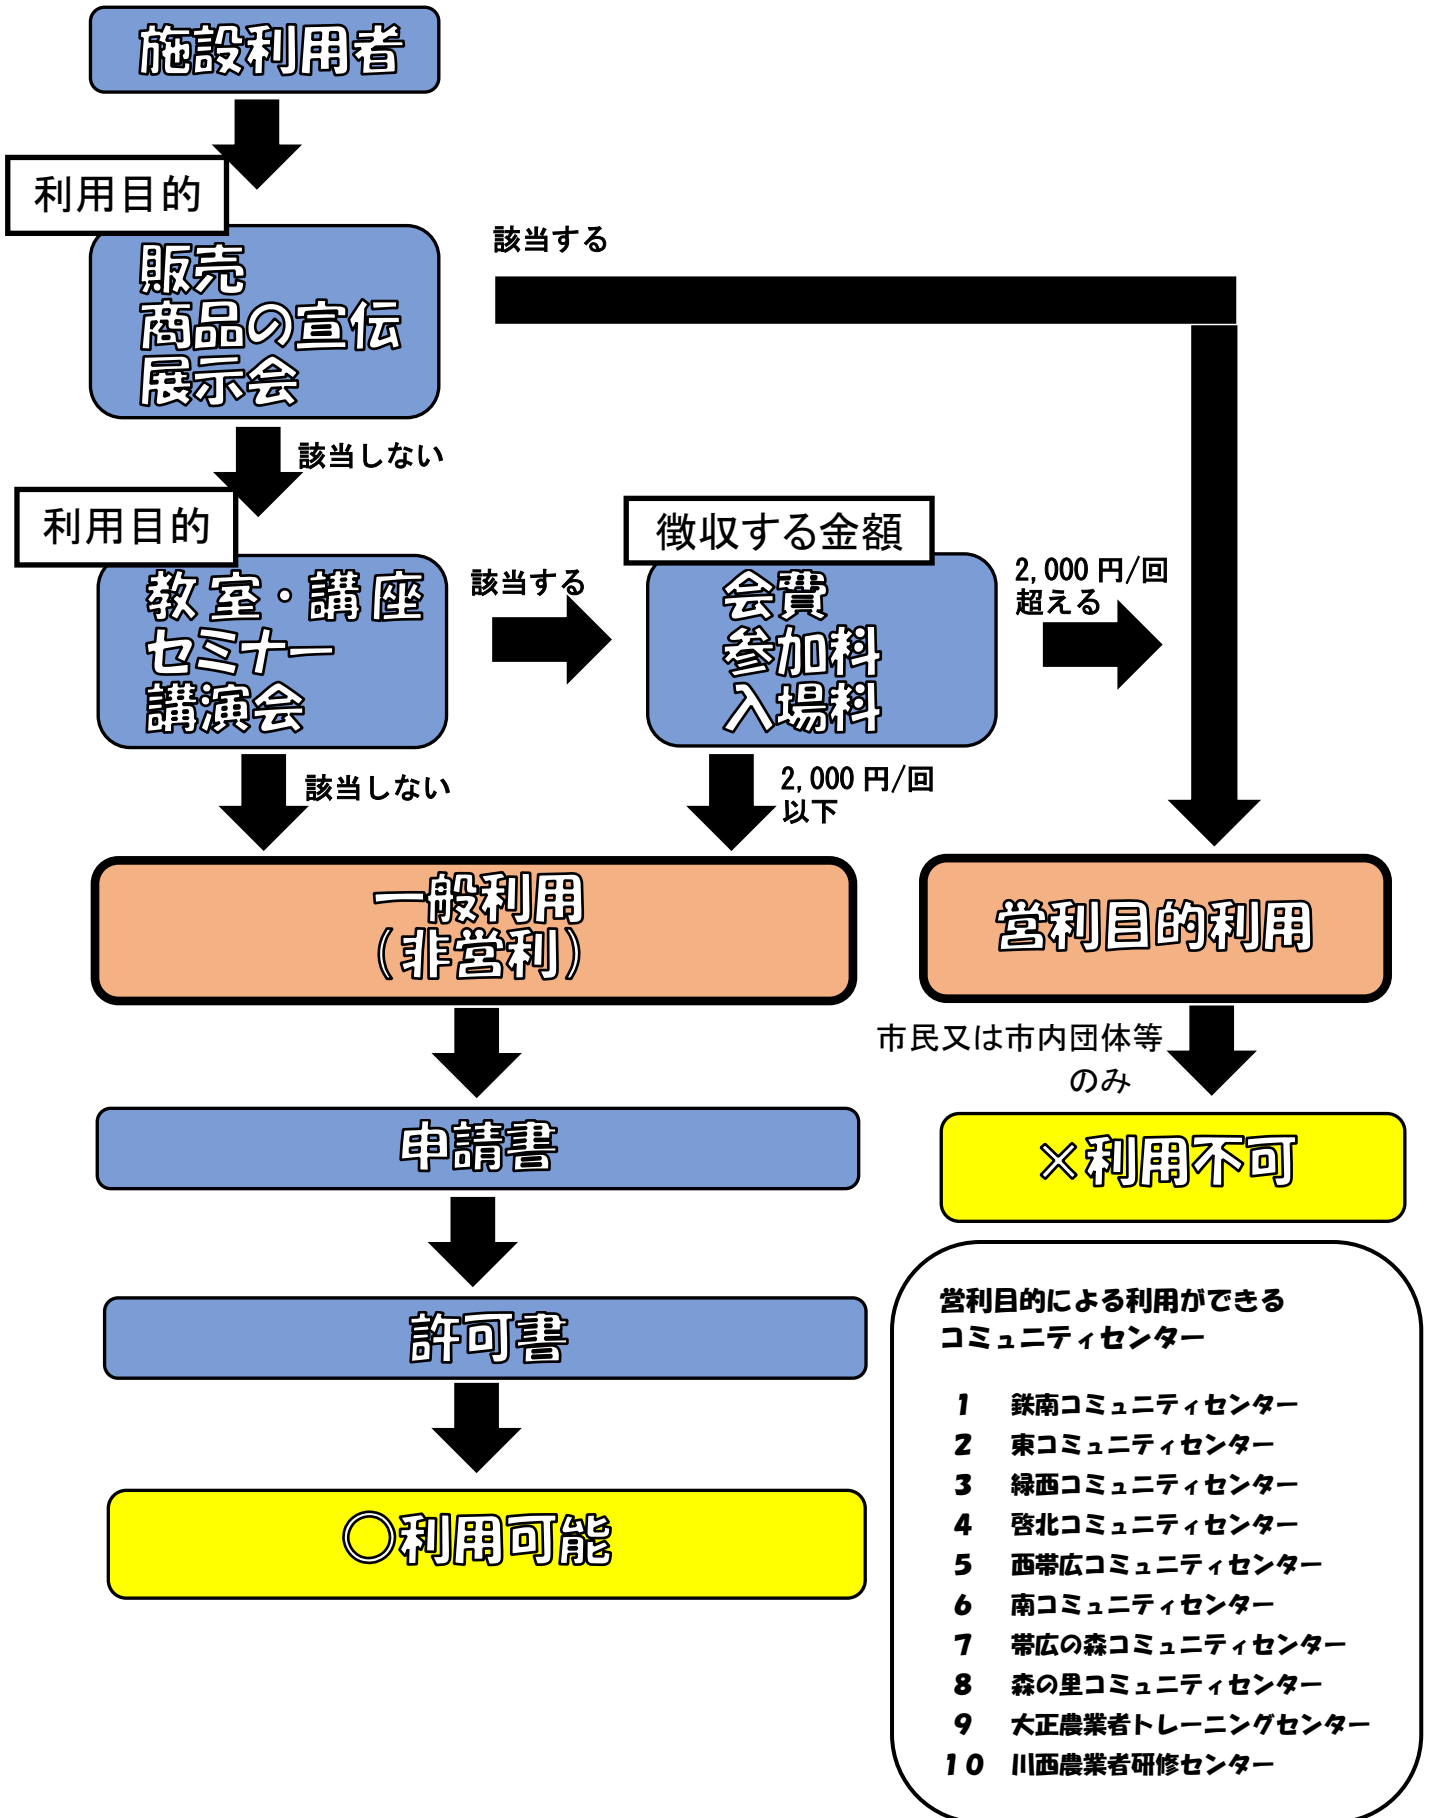 施設利用者
利用目的
販売
商品の宣伝
展示会
該当する
該当しない
利用目的
教室・講座
セミナー
講演会
該当する
徴収する金額
会費
参加料
入場料
2,000 円/回
超える
該当しない
2,000 円/回
以下
一般利用
(非営利)
営利目的利用
市民又は市内団体等
のみ
申請書
×利用不可
許可書
○利用可能
営利目的による利用ができる
コミュニティセンター
1 鉄南コミュニティセンター
2 東コミュニティセンター
3 緑西コミュニティセンター
4 啓北コミュニティセンター
5 西帯広コミュニティセンター
6 南コミュニティセンター
7 帯広の森コミュニティセンター
8 森の里コミュニティセンター
9 大正農業者トレーニングセンター
10 川西農業者研修センター